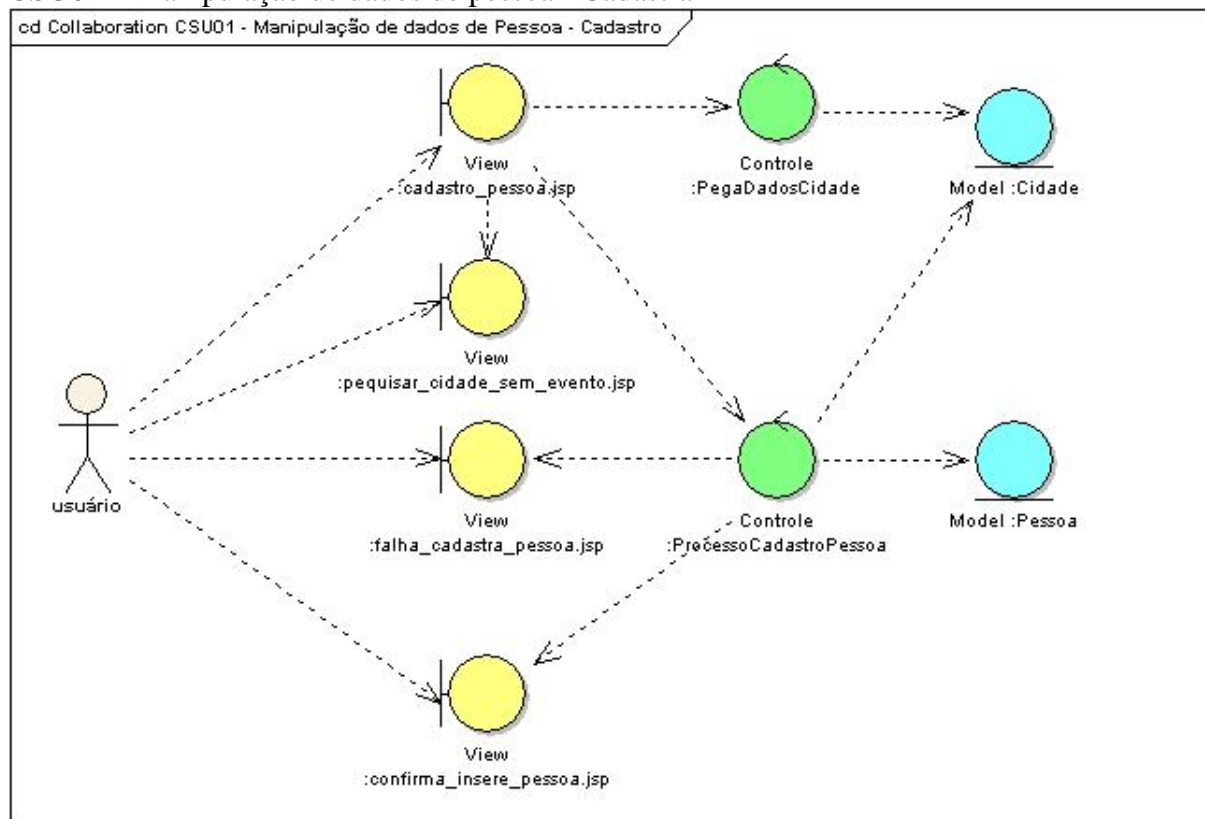 cd Collaboration CSU01 - Manipulação de dados de Pessoa - Cadastro
View
:cadastro_pessoa.jsp
Controle
:PegaDadosCidade
Model :Cidade
View
:pequisar_cidade_sem_evento.jsp
usuário
View
:falha_cadastra_pessoa.jsp
Controle
:ProcessoCadastroPessoa
Model :Pessoa
View
:confirma_insere_pessoa.jsp